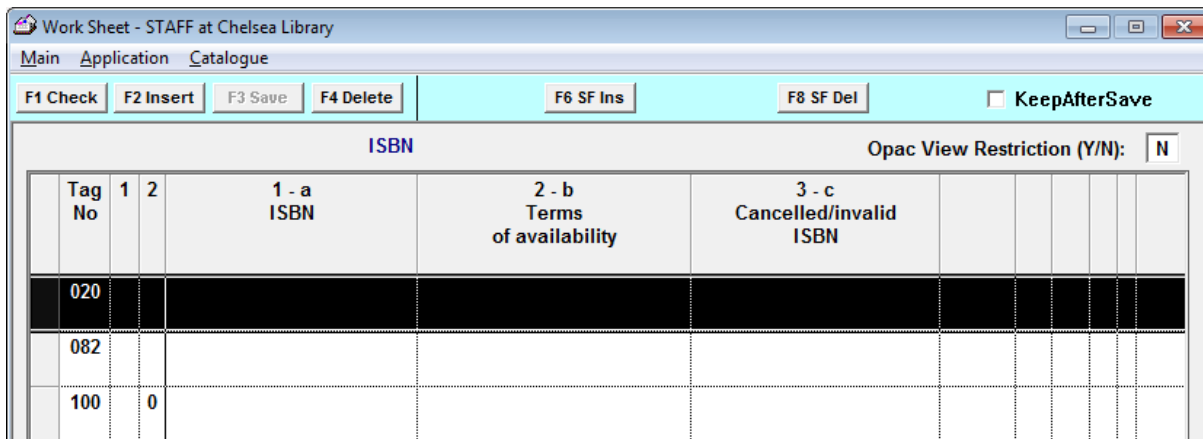 Work Sheet - STAFF at Chelsea Library
Main Application Catalogue
F1 Check F2 Insert F3 Save F4 Delete F6 SF Ins F8 SF Del KeepAfterSave
ISBN Opac View Restriction (Y/N): N
Tag 1 2 1 - a 2 - b 3 - c
No ISBN Terms Cancelled/invalid
of availability ISBN
020
082
100 0